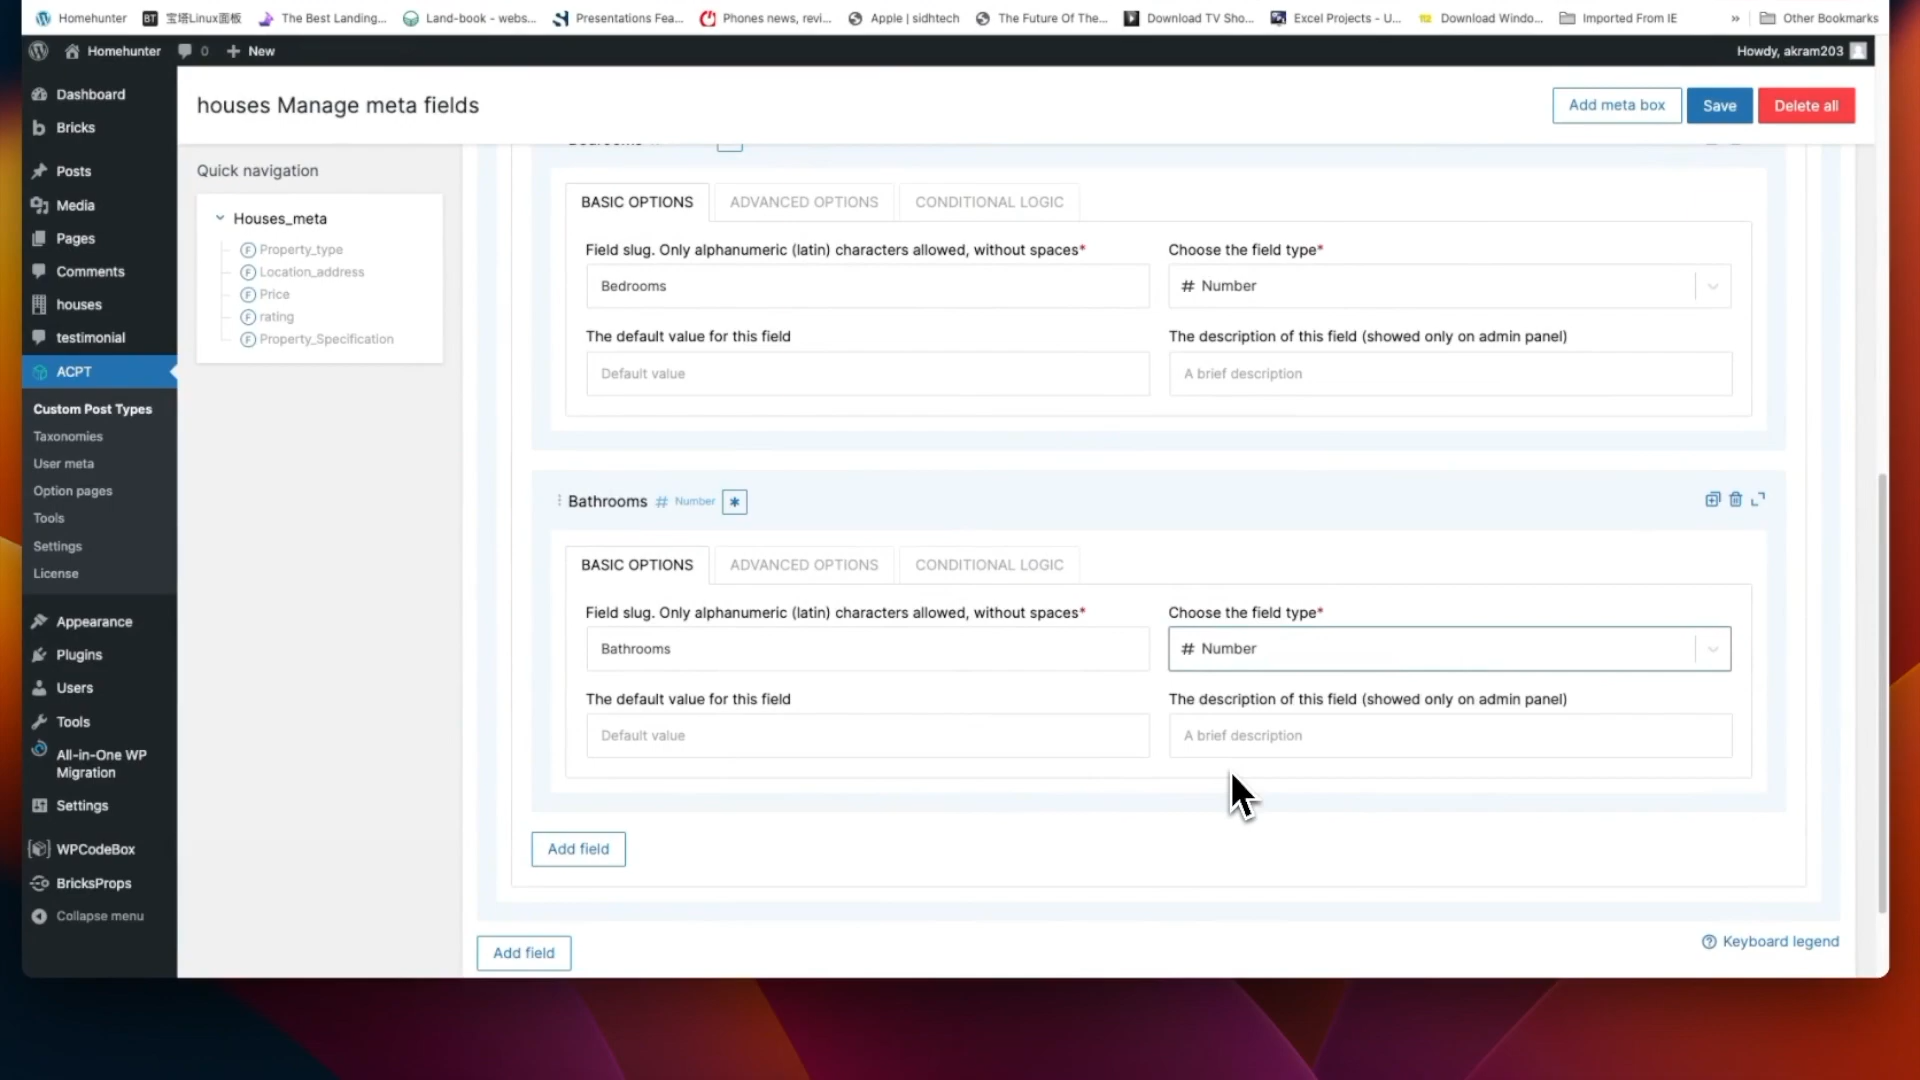 Homehunter
BT 宝塔Linux面板
The Best Landing...
Land-book - webs...
Presentations Fea...
Phones news, revi...
Apple | sidhtech
The Future Of The...
Download TV Sho...
Excel Projects - U...
Download Windo...
Imported From IE
»
Other Bookmarks
Homehunter
0
+ New
Howdy, akram203
Dashboard
Bricks
Posts
Media
Pages
Comments
houses
testimonial
ACPT
Custom Post Types
Taxonomies
User meta
Option pages
Tools
Settings
License
Appearance
Plugins
Users
Tools
All-in-One WP
Migration
Settings
WPCodeBox
BricksProps
Collapse menu
houses Manage meta fields
Add meta box
Save
Delete all
Quick navigation
Houses_meta
F Property_type
F Location_address
F Price
F rating
F Property_Specification
BASIC OPTIONS
ADVANCED OPTIONS
CONDITIONAL LOGIC
Field slug. Only alphanumeric (latin) characters allowed, without spaces*
Choose the field type*
Bedrooms
# Number
The default value for this field
The description of this field (showed only on admin panel)
Default value
A brief description
Bathrooms # Number *
BASIC OPTIONS
ADVANCED OPTIONS
CONDITIONAL LOGIC
Field slug. Only alphanumeric (latin) characters allowed, without spaces*
Choose the field type*
Bathrooms
# Number
The default value for this field
The description of this field (showed only on admin panel)
Default value
A brief description
Add field
Add field
Keyboard legend